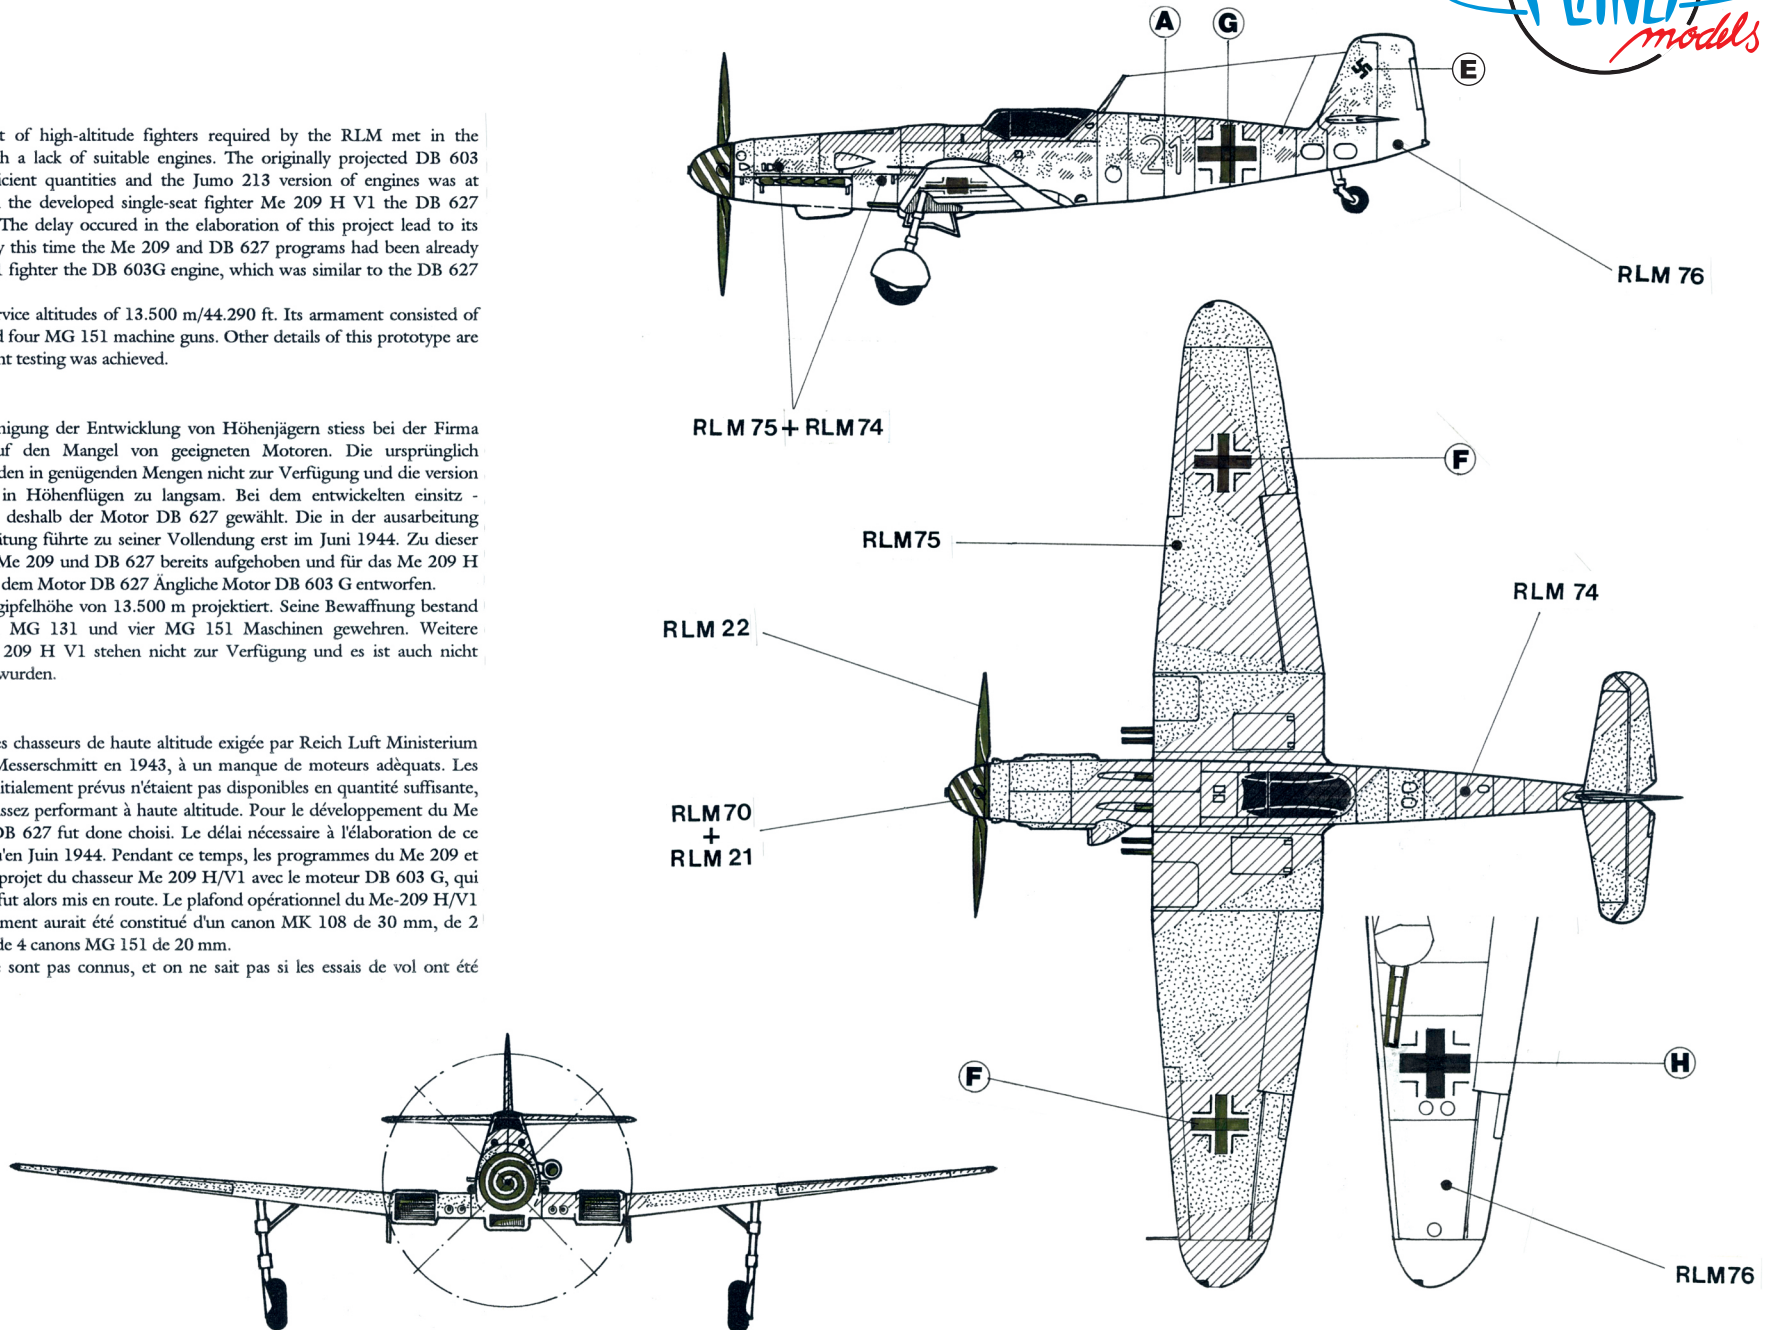 models
A
G
E
t of high-altitude fighters required by the RLM met in the
h a lack of suitable engines. The originally projected DB 603
icient quantities and the Jumo 213 version of engines was at
the developed single-seat fighter Me 209 H V1 the DB 627
The delay occured in the elaboration of this project lead to its
y this time the Me 209 and DB 627 programs had been already
fighter the DB 603G engine, which was similar to the DB 627
rvice altitudes of 13.500 m/44.290 ft. Its armament consisted of
d four MG 151 machine guns. Other details of this prototype are
nt testing was achieved.
nigung der Entwicklung von Höhenjägern stiess bei der Firma
uf den Mangel von geeigneten Motoren. Die ursprünglich
den in genügenden Mengen nicht zur Verfügung und die version
in Höhenflügen zu langsam. Bei dem entwickelten einsitz -
deshalb der Motor DB 627 gewählt. Die in der ausarbeitung
itung führte zu seiner Vollendung erst im Juni 1944. Zu dieser
Me 209 und DB 627 bereits aufgehoben und für das Me 209 H
dem Motor DB 627 Ängliche Motor DB 603 G entworfen.
gipfelhöhe von 13.500 m projektiert. Seine Bewaffnung bestand
MG 131 und vier MG 151 Maschinen gewehren. Weitere
209 H V1 stehen nicht zur Verfügung und es ist auch nicht
wurden.
es chasseurs de haute altitude exigée par Reich Luft Ministerium
Messerschmitt en 1943, à un manque de moteurs adèquats. Les
itialement prévus n'étaient pas disponibles en quantité suffisante,
ssez performant à haute altitude. Pour le développement du Me
DB 627 fut done choisi. Le délai nécessaire à l'élaboration de ce
u'en Juin 1944. Pendant ce temps, les programmes du Me 209 et
projet du chasseur Me 209 H/V1 avec le moteur DB 603 G, qui
fut alors mis en route. Le plafond opérationnel du Me-209 H/V1
ment aurait été constitué d'un canon MK 108 de 30 mm, de 2
de 4 canons MG 151 de 20 mm.
sont pas connus, et on ne sait pas si les essais de vol ont été
21
RLM 76
RLM 75 + RLM 74
F
RLM75
RLM 74
RLM 22
RLM70
+
RLM 21
F
H
RLM76